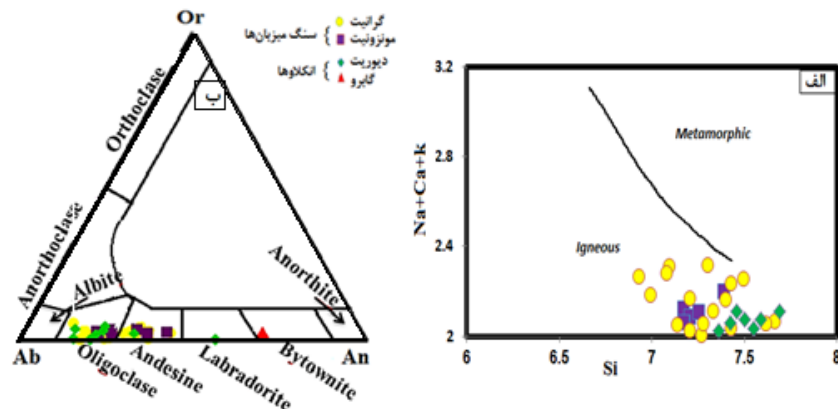 Or
گرانیت
مونزونیت
سنگ میزبان‌ها
دیوریت
گابرو
انکلاوها
ب
Orthoclase
Anorthoclase
Albite
Anorthite
Ab
An
Oligoclase
Andesine
Labradorite
Bytownite
الف
3.2
2.8
2.4
2
Na+Ca+k
Metamorphic
Igneous
6
6.5
7
7.5
8
Si